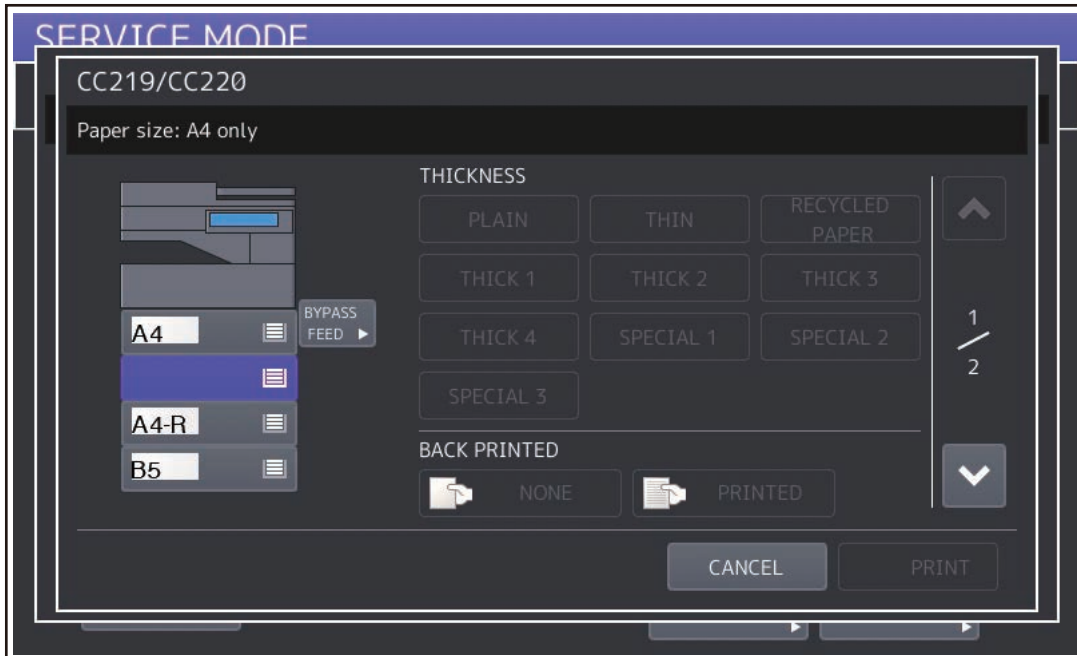 SERVICE MODE
CC219/CC220
Paper size: A4 only
THICKNESS
PLAIN
THIN
RECYCLED
PAPER
THICK 1
THICK 2
THICK 3
THICK 4
SPECIAL 1
SPECIAL 2
SPECIAL 3
A4
BYPASS
FEED
A4-R
B5
1
2
BACK PRINTED
NONE
PRINTED
CANCEL
PRINT